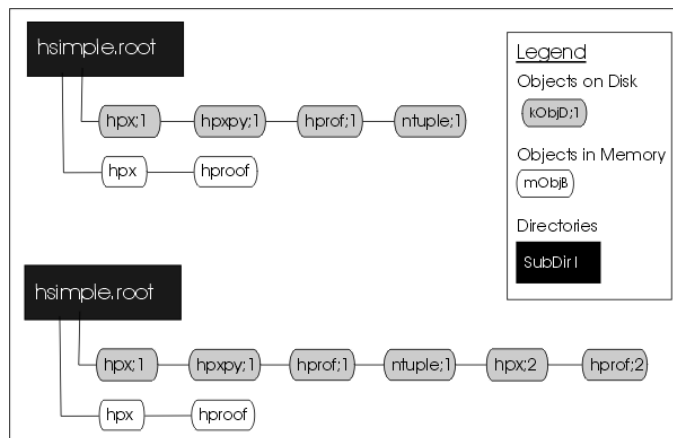 hsimple.root
hpx;1 hpxpy;1 hprof;1 ntuple;1
hpx hproof
Legend
Objects on Disk
kObjD;1
Objects in Memory
mObjB
Directories
SubDir1
hsimple.root
hpx;1 hpxpy;1 hprof;1 ntuple;1 hpx;2 hprof;2
hpx hproof